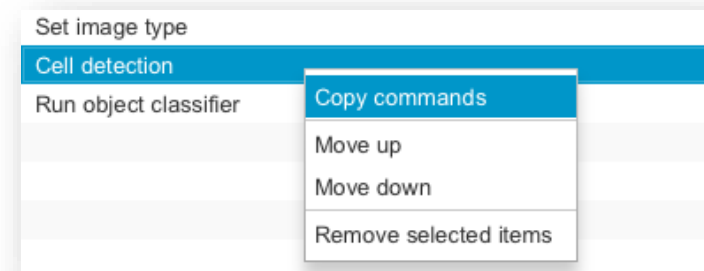 Set image type
Cell detection
Run object classifier
Copy commands
Move up
Move down
Remove selected items